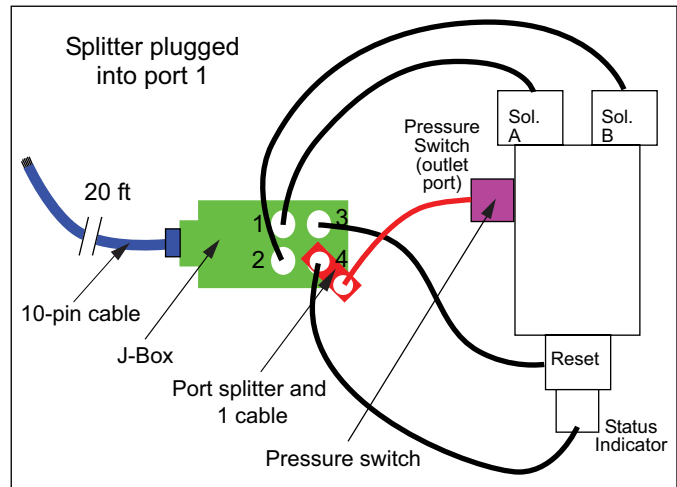 Splitter plugged
into port 1
Sol.
A
Sol.
B
Pressure
Switch
(outlet
port)
20 ft
1
3
2
4
10-pin cable
J-Box
Port splitter and
1 cable
Reset
Status
Indicator
Pressure switch